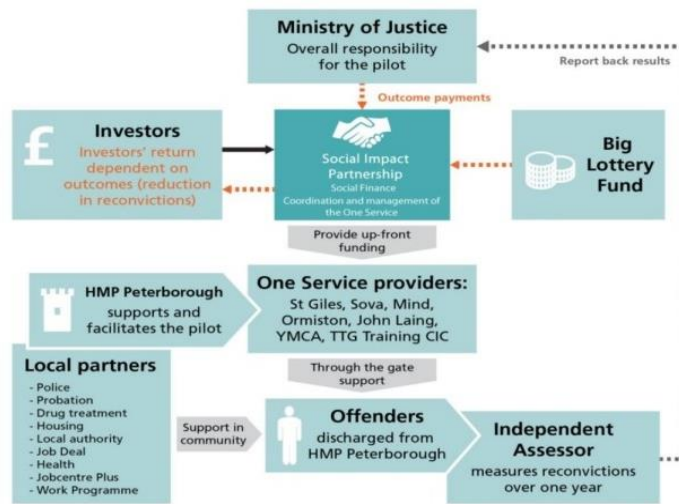 Ministry of Justice
Overall responsibility
for the pilot
Report back results
Outcome payments
£
Investors
Investors' return
dependent on
outcomes (reduction
in reconvictions)
Social Impact
Partnership
Social Finance
Coordination and management of
the One Service
Big
Lottery
Fund
Provide up-front
funding
HMP Peterborough
supports and
facilitates the pilot
One Service providers:
St Giles, Sova, Mind,
Ormiston, John Laing,
YMCA, TTG Training CIC
Local partners
- Police
- Probation
- Drug treatment
- Housing
- Local authority
- Job Deal
- Health
- Jobcentre Plus
- Work Programme
Through the gate
support
Support in
community
Offenders
discharged from
HMP Peterborough
Independent
Assessor
measures reconvictions
over one year